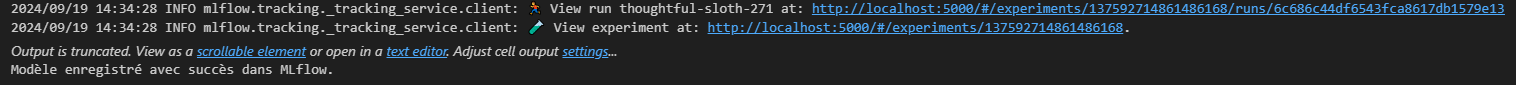 2024/09/19 14:34:28 INFO mlflow.tracking._tracking_service.client: 🏃 View run thoughtful-sloth-271 at: http://localhost:5000/#/experiments/137592714861486168/runs/6c686c44df6543fca8617db1579e13
2024/09/19 14:34:28 INFO mlflow.tracking._tracking_service.client: 🧪 View experiment at: http://localhost:5000/#/experiments/137592714861486168.
Output is truncated. View as a scrollable element or open in a text editor. Adjust cell output settings...
Modèle enregistré avec succès dans MLflow.